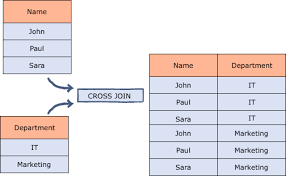 Name
John
Paul
Sara
CROSS JOIN
Department
IT
Marketing
Name Department
John IT
Paul IT
Sara IT
John Marketing
Paul Marketing
Sara Marketing